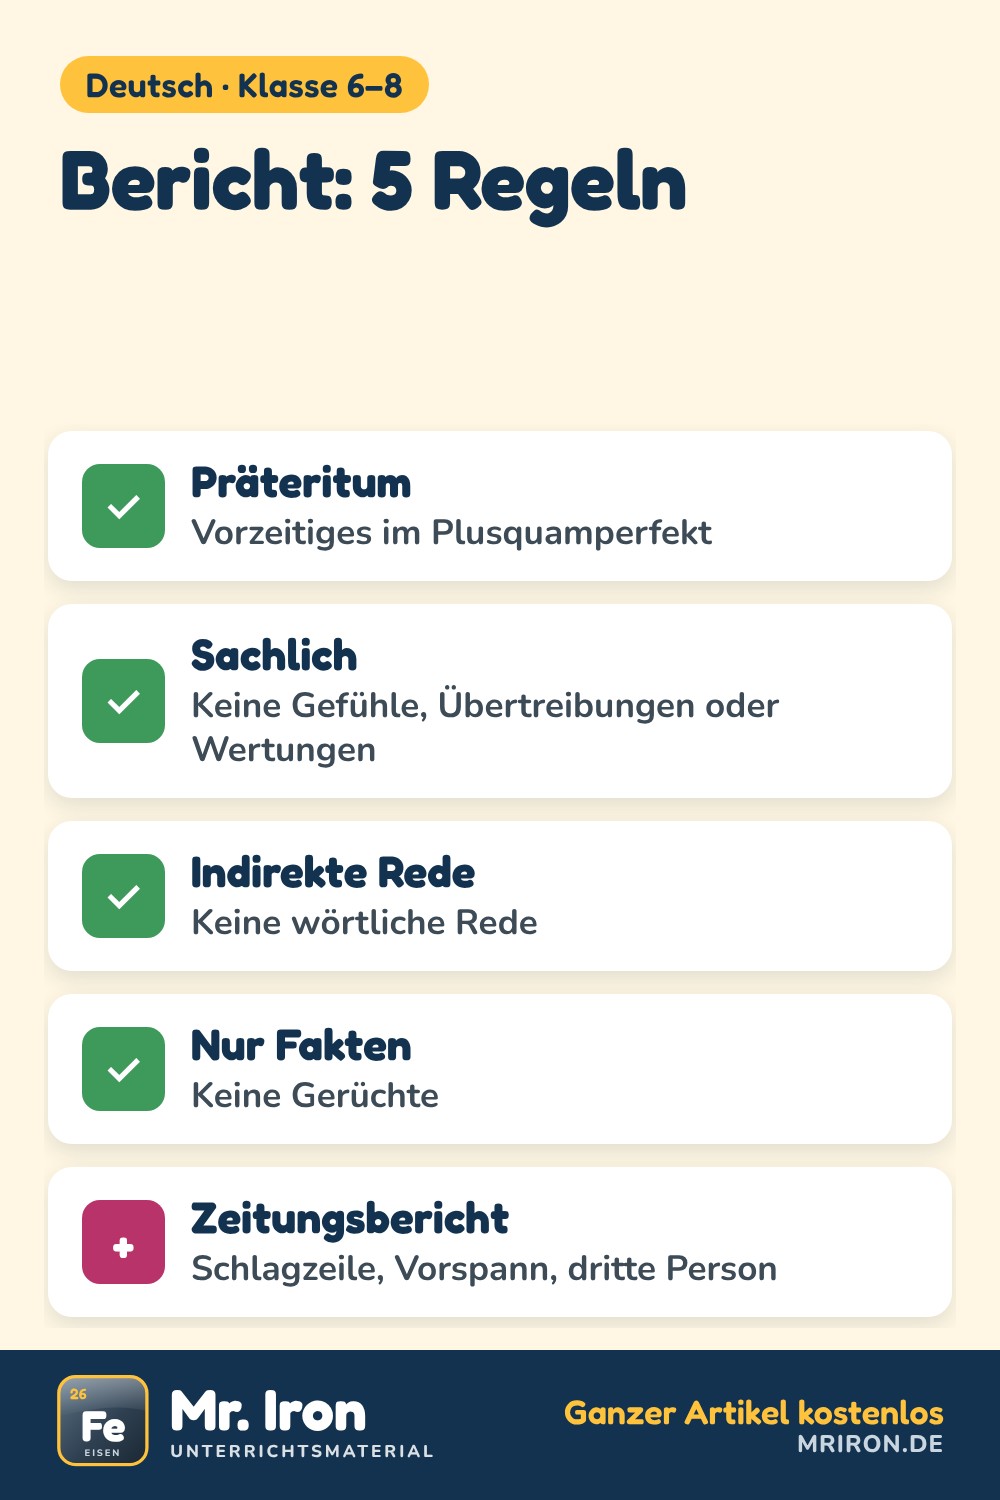 Deutsch · Klasse 6–8
Bericht: 5 Regeln
Präteritum
Vorzeitiges im Plusquamperfekt
Sachlich
Keine Gefühle, Übertreibungen oder
Wertungen
Indirekte Rede
Keine wörtliche Rede
Nur Fakten
Keine Gerüchte
+
Zeitungsbericht
Schlagzeile, Vorspann, dritte Person
26
Fe
EISEN
Mr. Iron
UNTERRICHTSMATERIAL
Ganzer Artikel kostenlos
MRIRON.DE